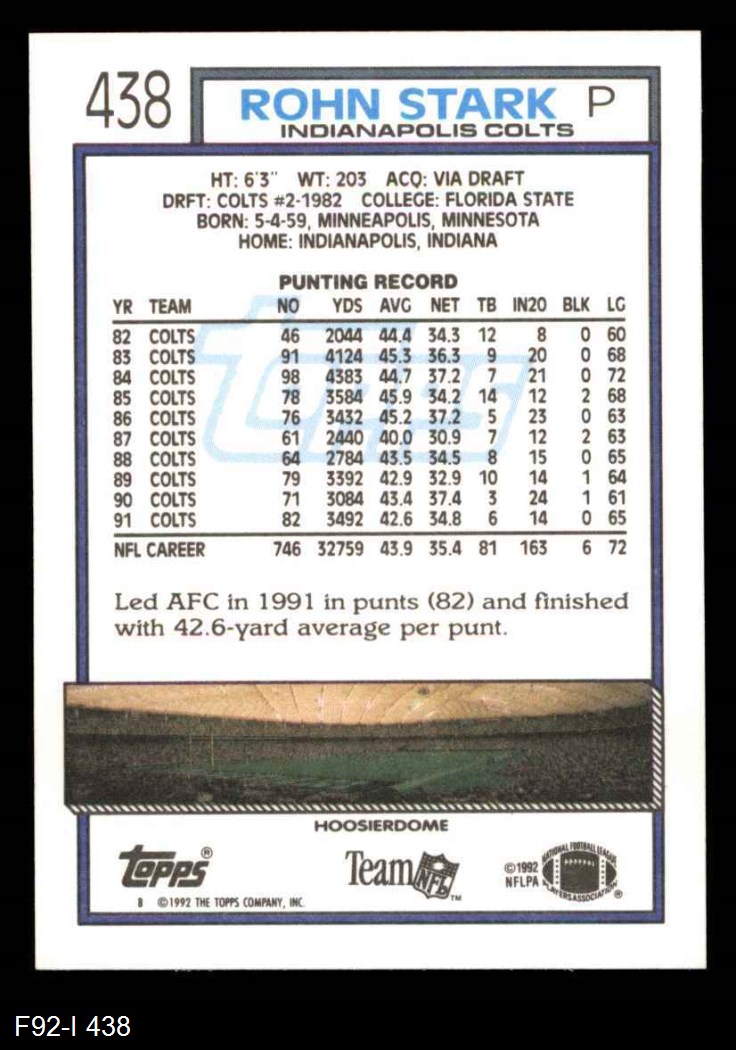 438
ROHN STARK P
INDIANAPOLIS COLTS
HT: 6'3" WT: 203 ACQ: VIA DRAFT
DRFT: COLTS #2-1982 COLLEGE: FLORIDA STATE
BORN: 5-4-59, MINNEAPOLIS, MINNESOTA
HOME: INDIANAPOLIS, INDIANA
PUNTING RECORD
YR TEAM NO YDS AVG NET TB IN20 BLK LG
82 COLTS 46 2044 44.4 34.3 12 8 0 60
83 COLTS 91 4124 45.3 36.3 9 20 0 68
84 COLTS 98 4383 44.7 37.2 7 21 0 72
85 COLTS 78 3584 45.9 34.2 14 12 2 68
86 COLTS 76 3432 45.2 37.2 5 23 0 63
87 COLTS 61 2440 40.0 30.9 7 12 2 63
88 COLTS 64 2784 43.5 34.5 8 15 0 65
89 COLTS 79 3392 42.9 32.9 10 14 1 64
90 COLTS 71 3084 43.4 37.4 3 24 1 61
91 COLTS 82 3492 42.6 34.8 6 14 0 65
NFL CAREER 746 32759 43.9 35.4 81 163 6 72
topps
Led AFC in 1991 in punts (82) and finished
with 42.6-yard average per punt.
HOOSIERDOME
topps®
B ©1992 THE TOPPS COMPANY, INC.
Team NFL™
©1992
NFLPA
NATIONAL FOOTBALL LEAGUE
PLAYERS ASSOCIATION ®
F92-I 438